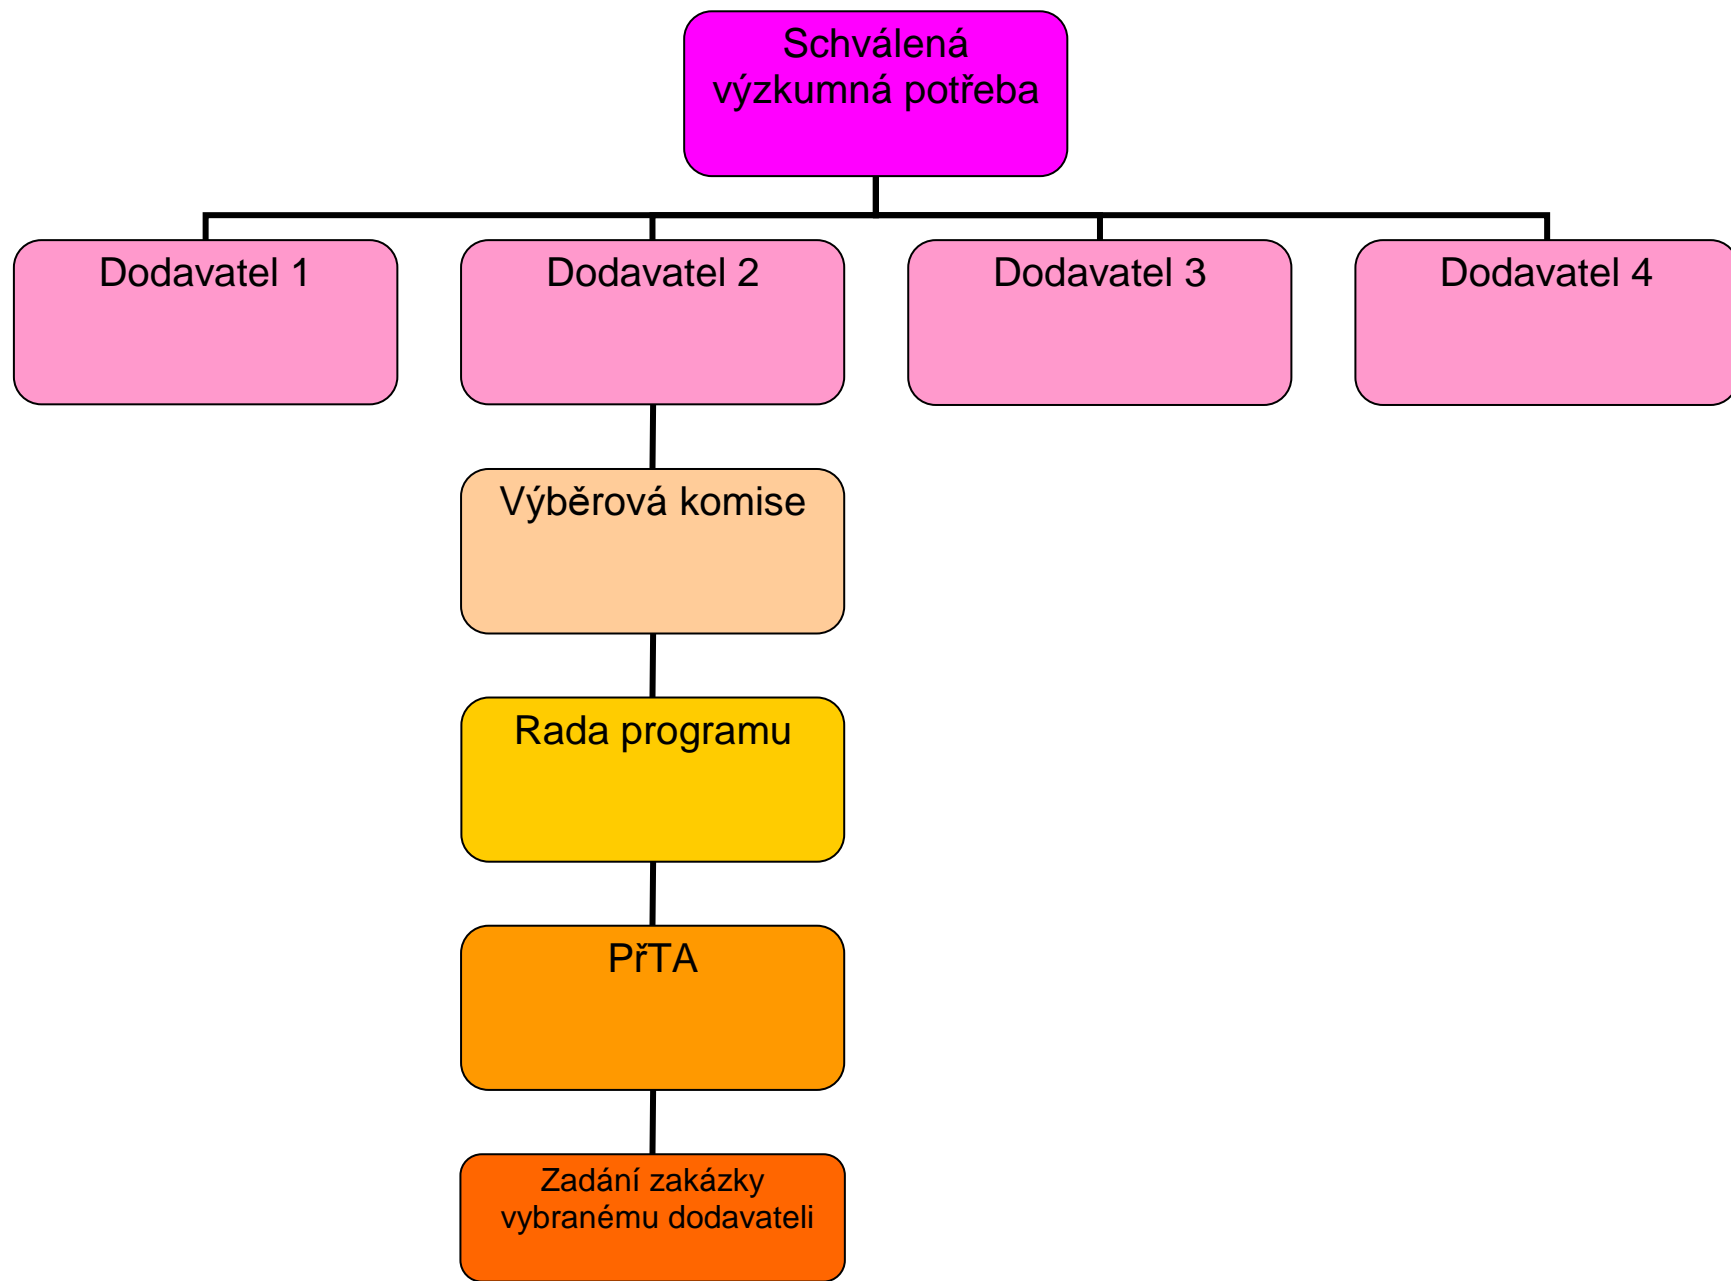 Schválená
výzkumná potřeba
Dodavatel 1
Dodavatel 2
Dodavatel 3
Dodavatel 4
Výběrová komise
Rada programu
PřTA
Zadání zakázky
vybranému dodavateli